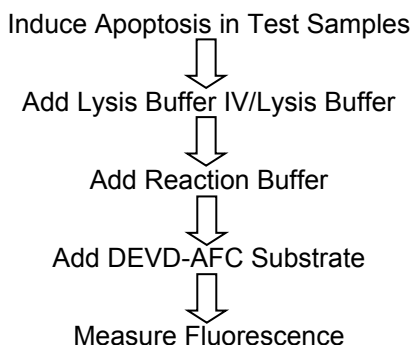 Induce Apoptosis in Test Samples
Add Lysis Buffer IV/Lysis Buffer
Add Reaction Buffer
Add DEVD-AFC Substrate
Measure Fluorescence